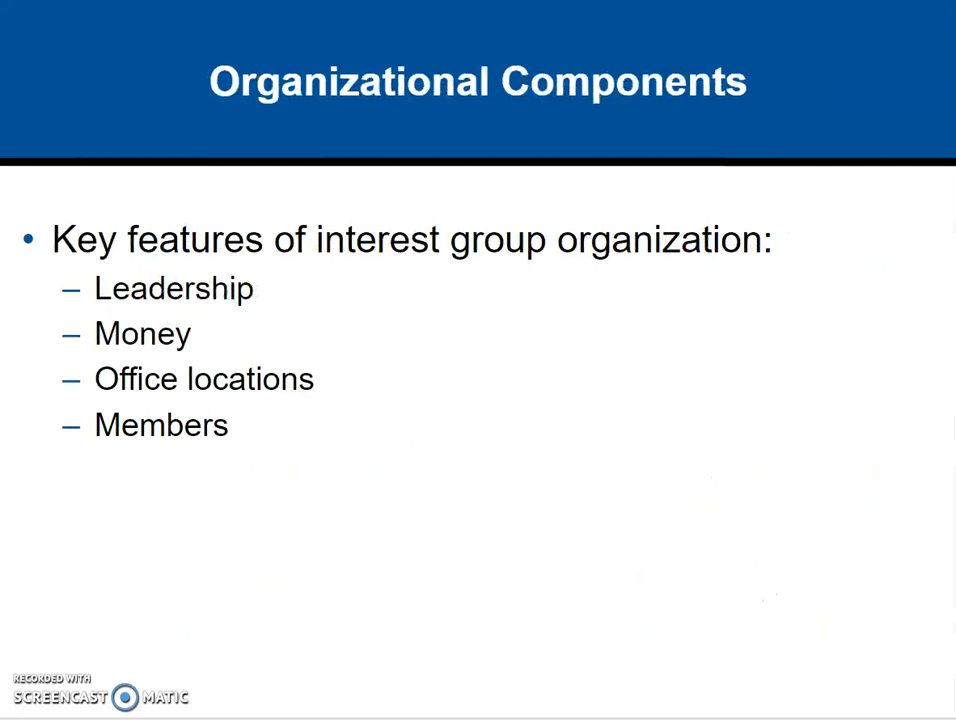 Organizational Components
• Key features of interest group organization:
– Leadership
– Money
– Office locations
– Members
RECORDED WITH
SCREENCAST MATIC